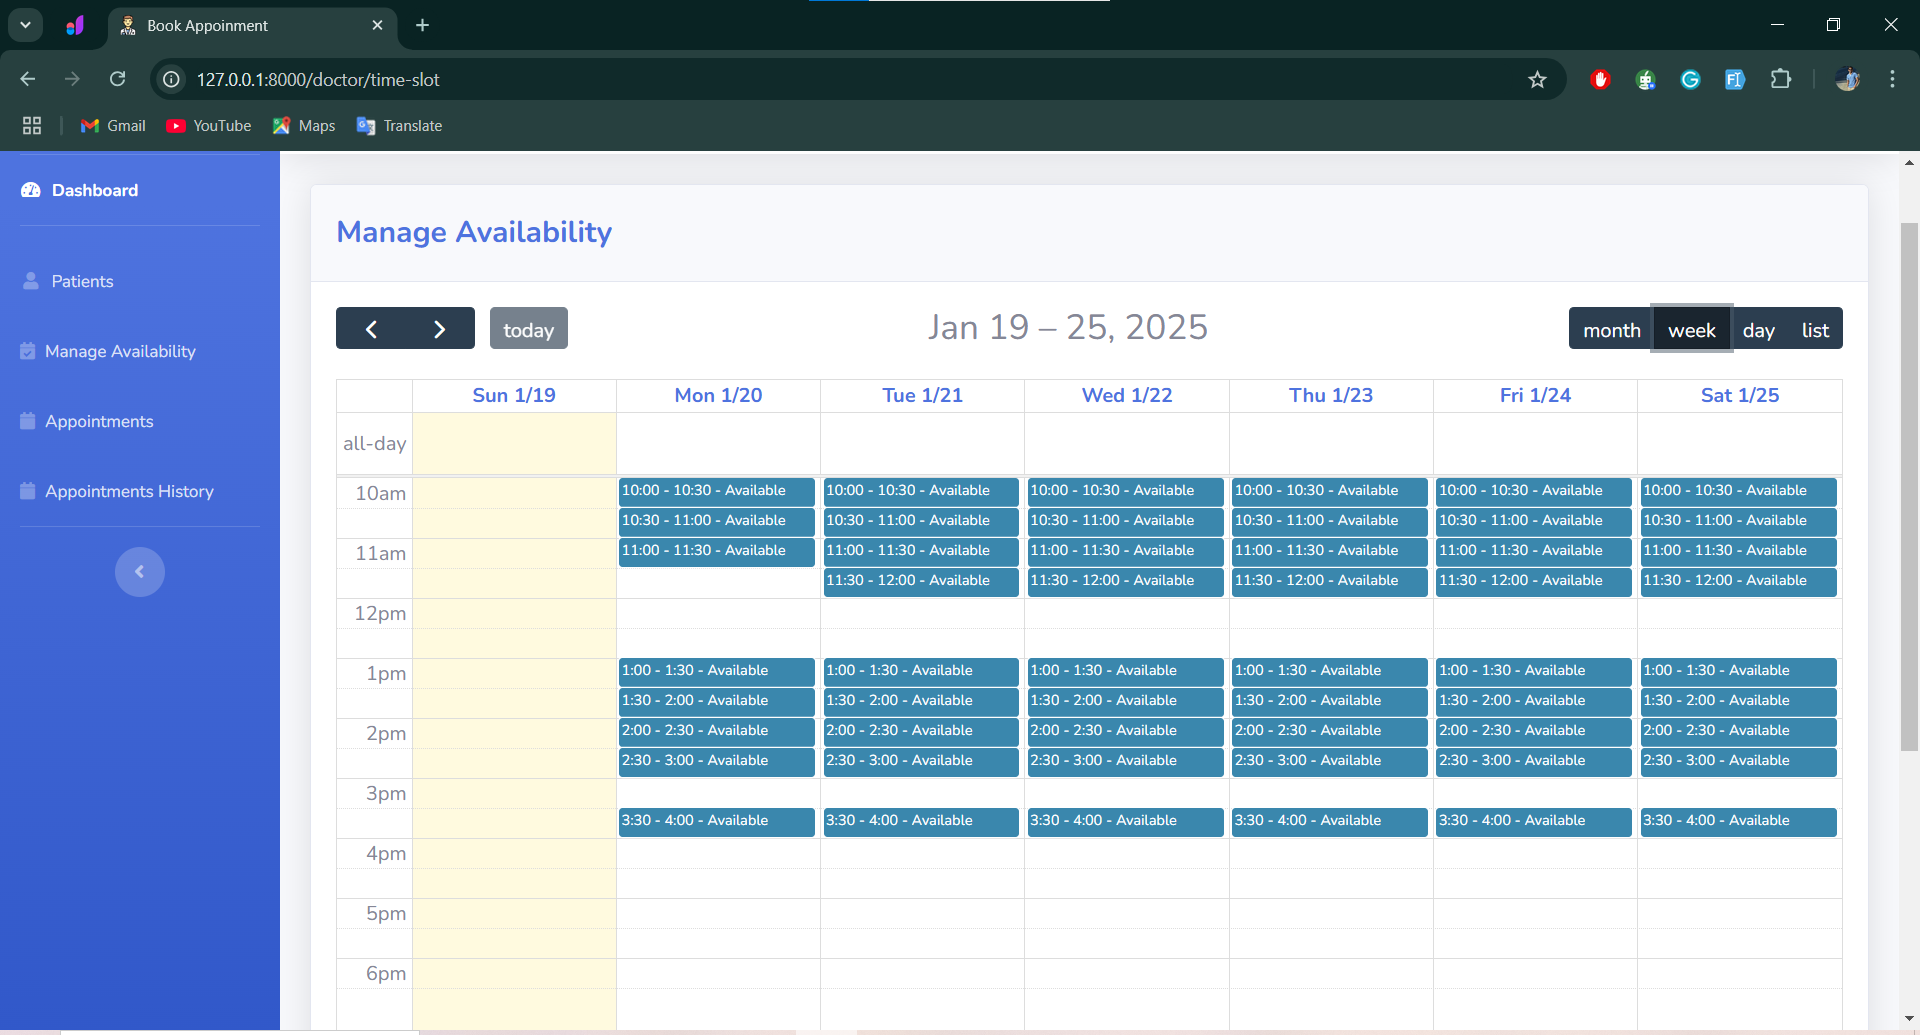 Book Appoinment
127.0.0.1:8000/doctor/time-slot
Gmail YouTube Maps Translate
Dashboard
Patients
Manage Availability
Appointments
Appointments History
Manage Availability
today
Jan 19 – 25, 2025
month week day list
Sun 1/19 Mon 1/20 Tue 1/21 Wed 1/22 Thu 1/23 Fri 1/24 Sat 1/25
all-day
10am 10:00 - 10:30 - Available 10:00 - 10:30 - Available 10:00 - 10:30 - Available 10:00 - 10:30 - Available 10:00 - 10:30 - Available 10:00 - 10:30 - Available
10:30 - 11:00 - Available 10:30 - 11:00 - Available 10:30 - 11:00 - Available 10:30 - 11:00 - Available 10:30 - 11:00 - Available 10:30 - 11:00 - Available
11am 11:00 - 11:30 - Available 11:00 - 11:30 - Available 11:00 - 11:30 - Available 11:00 - 11:30 - Available 11:00 - 11:30 - Available 11:00 - 11:30 - Available
11:30 - 12:00 - Available 11:30 - 12:00 - Available 11:30 - 12:00 - Available 11:30 - 12:00 - Available 11:30 - 12:00 - Available
12pm
1pm 1:00 - 1:30 - Available 1:00 - 1:30 - Available 1:00 - 1:30 - Available 1:00 - 1:30 - Available 1:00 - 1:30 - Available 1:00 - 1:30 - Available
1:30 - 2:00 - Available 1:30 - 2:00 - Available 1:30 - 2:00 - Available 1:30 - 2:00 - Available 1:30 - 2:00 - Available 1:30 - 2:00 - Available
2pm 2:00 - 2:30 - Available 2:00 - 2:30 - Available 2:00 - 2:30 - Available 2:00 - 2:30 - Available 2:00 - 2:30 - Available 2:00 - 2:30 - Available
2:30 - 3:00 - Available 2:30 - 3:00 - Available 2:30 - 3:00 - Available 2:30 - 3:00 - Available 2:30 - 3:00 - Available 2:30 - 3:00 - Available
3pm
3:30 - 4:00 - Available 3:30 - 4:00 - Available 3:30 - 4:00 - Available 3:30 - 4:00 - Available 3:30 - 4:00 - Available 3:30 - 4:00 - Available
4pm
5pm
6pm